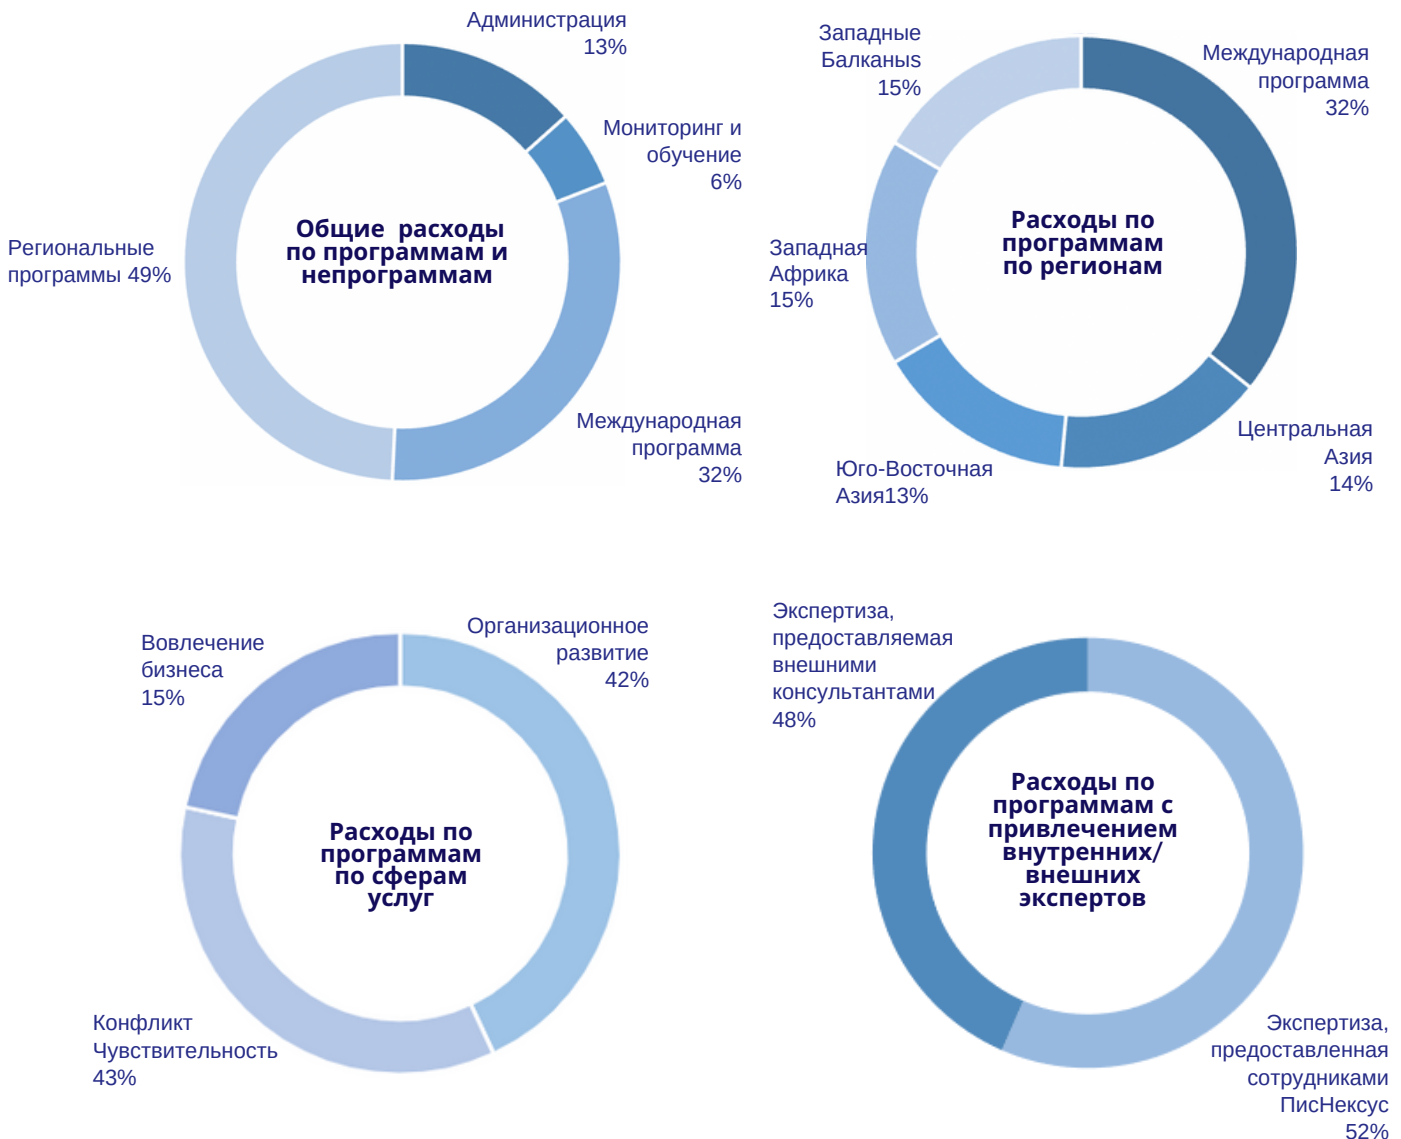 Администрация
13%
Мониторинг и
обучение
6%
Общие  расходы
по программам и
непрограммам
Региональные
программы 49%
Международная
программа
32%
Западные
Балканыs
15%
Международная
программа
32%
Расходы по
программам
по регионам
Западная
Африка
15%
Центральная
Азия
14%
Юго-Восточная
Азия13%
Вовлечение
бизнеса
15%
Организационное
развитие
42%
Расходы по
программам
по сферам
услуг
Конфликт
Чувствительность
43%
Экспертиза,
предоставляемая
внешними
консультантами
48%
Расходы по
программам с
привлечением
внутренних/
внешних
экспертов
Экспертиза,
предоставленная
сотрудниками
ПисНексус
52%